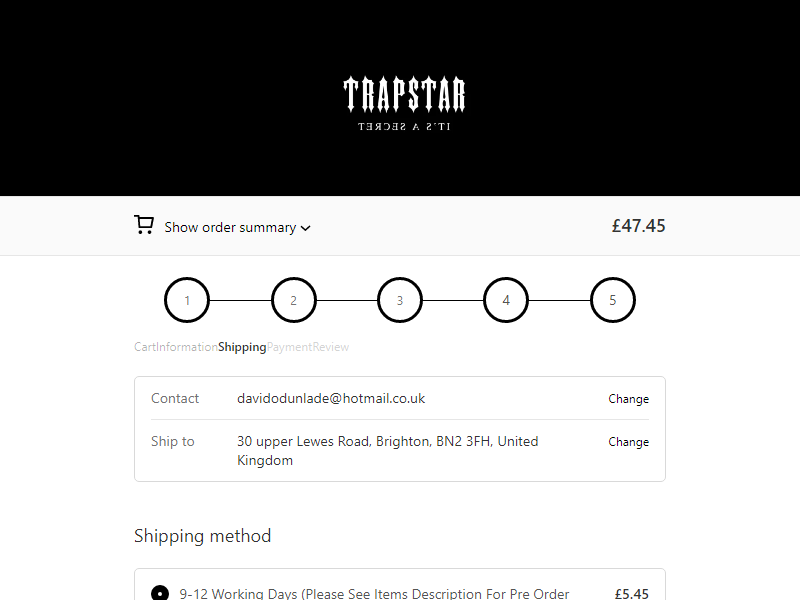 TRAPSTAR
IT'S A SECRET
Show order summary
£47.45
1 2 3 4 5
CartInformationShippingPaymentReview
Contact davidodunlade@hotmail.co.uk Change
Ship to 30 upper Lewes Road, Brighton, BN2 3FH, United Change
Kingdom
Shipping method
9-12 Working Days (Please See Items Description For Pre Order £5.45